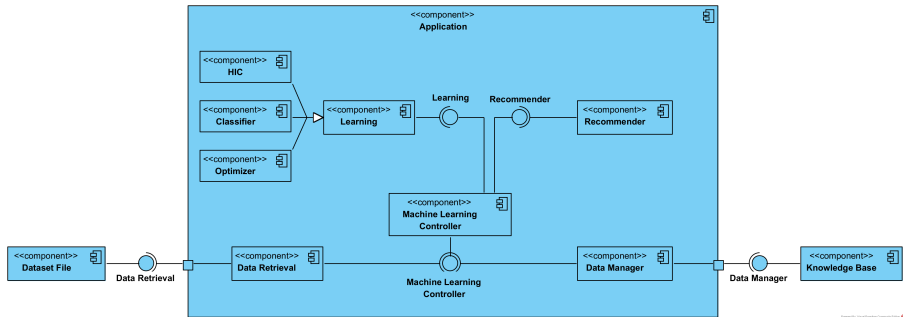 <<component>>
Application
<<component>>
HIC
<<component>>
Classifier
<<component>>
Optimizer
<<component>>
Learning
Learning
Recommender
<<component>>
Recommender
<<component>>
Machine Learning
Controller
<<component>>
Dataset File
Data Retrieval
<<component>>
Data Retrieval
Machine Learning
Controller
<<component>>
Data Manager
Data Manager
<<component>>
Knowledge Base